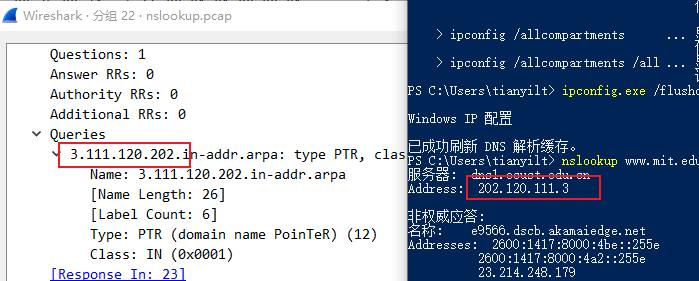 Wireshark · 分组 22 · nslookup.pcap
Questions: 1
Answer RRs: 0
Authority RRs: 0
Additional RRs: 0
Queries
3.111.120.202.in-addr.arpa: type PTR, clas
Name: 3.111.120.202.in-addr.arpa
[Name Length: 26]
[Label Count: 6]
Type: PTR (domain name PoinTeR) (12)
Class: IN (0x0001)
[Response In: 23]
> ipconfig /allcompartments ...
> ipconfig /allcompartments /all ...
PS C:\Users\tianyilt> ipconfig.exe /flushd
Windows IP 配置
已成功刷新 DNS 解析缓存。
PS C:\Users\tianyilt> nslookup www.mit.edu
服务器: dns1.ecust.edu.cn
Address: 202.120.111.3
非权威应答:
名称: e9566.dscb.akamaiedge.net
Addresses: 2600:1417:8000:4be::255e
2600:1417:8000:4a2::255e
23.214.248.179